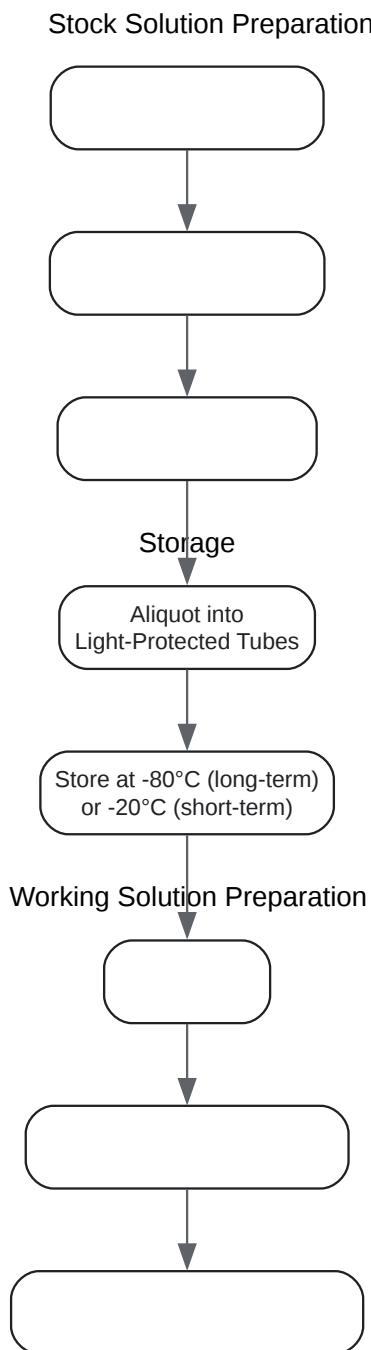 Stock Solution Preparation
Storage
Aliquot into
Light-Protected Tubes
Store at -80°C (long-term)
or -20°C (short-term)
Working Solution Preparation